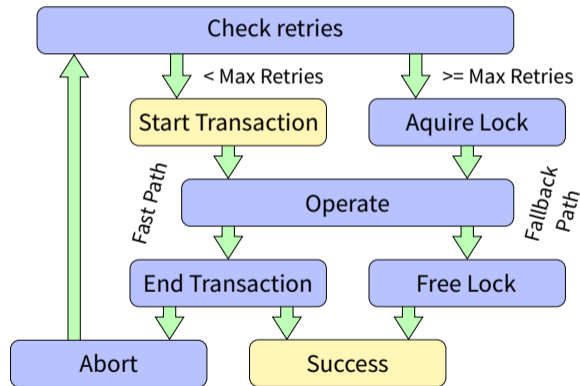 Check retries
< Max Retries
>= Max Retries
Start Transaction
Aquire Lock
Fast Path
Operate
Fallback
Path
End Transaction
Free Lock
Abort
Success